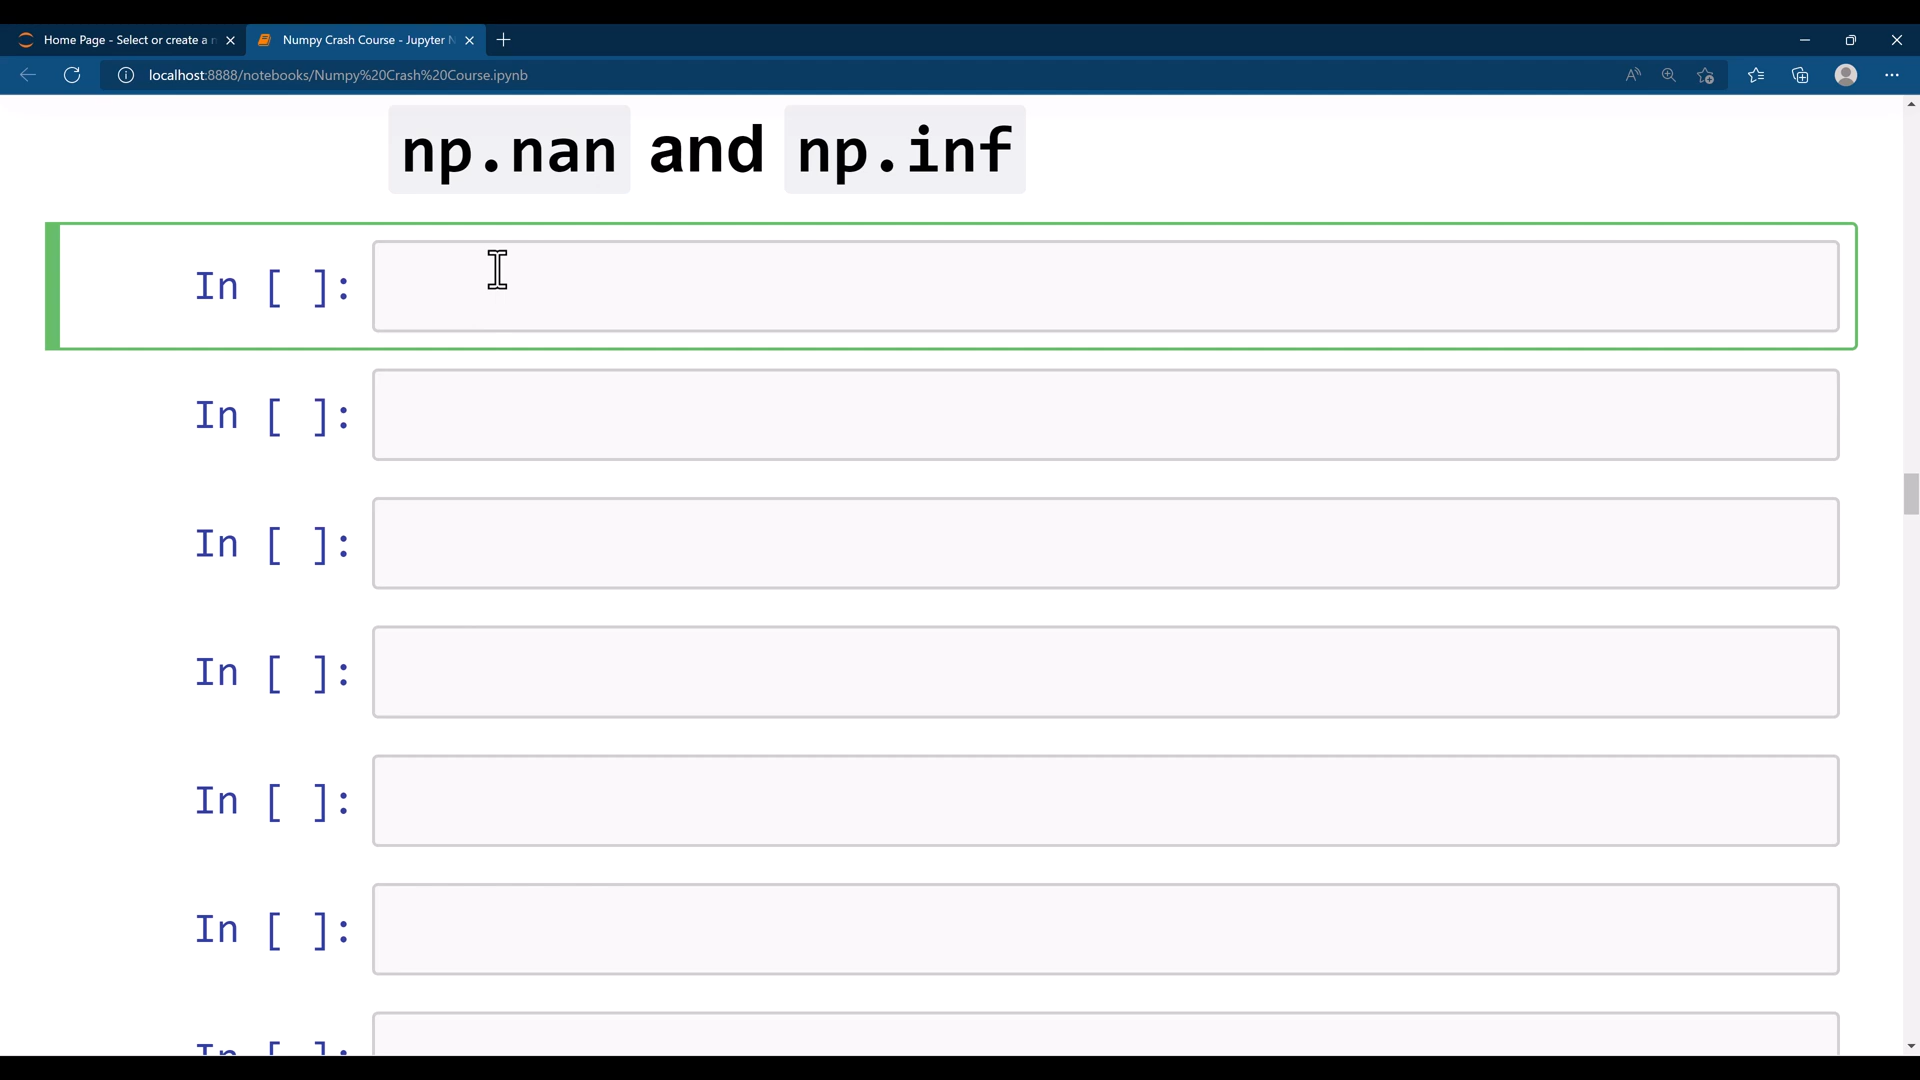 Home Page - Select or create a n
Numpy Crash Course - Jupyter N
localhost:8888/notebooks/Numpy%20Crash%20Course.ipynb
np.nan and np.inf
In [ ]:
In [ ]:
In [ ]:
In [ ]:
In [ ]:
In [ ]:
In [ ]: